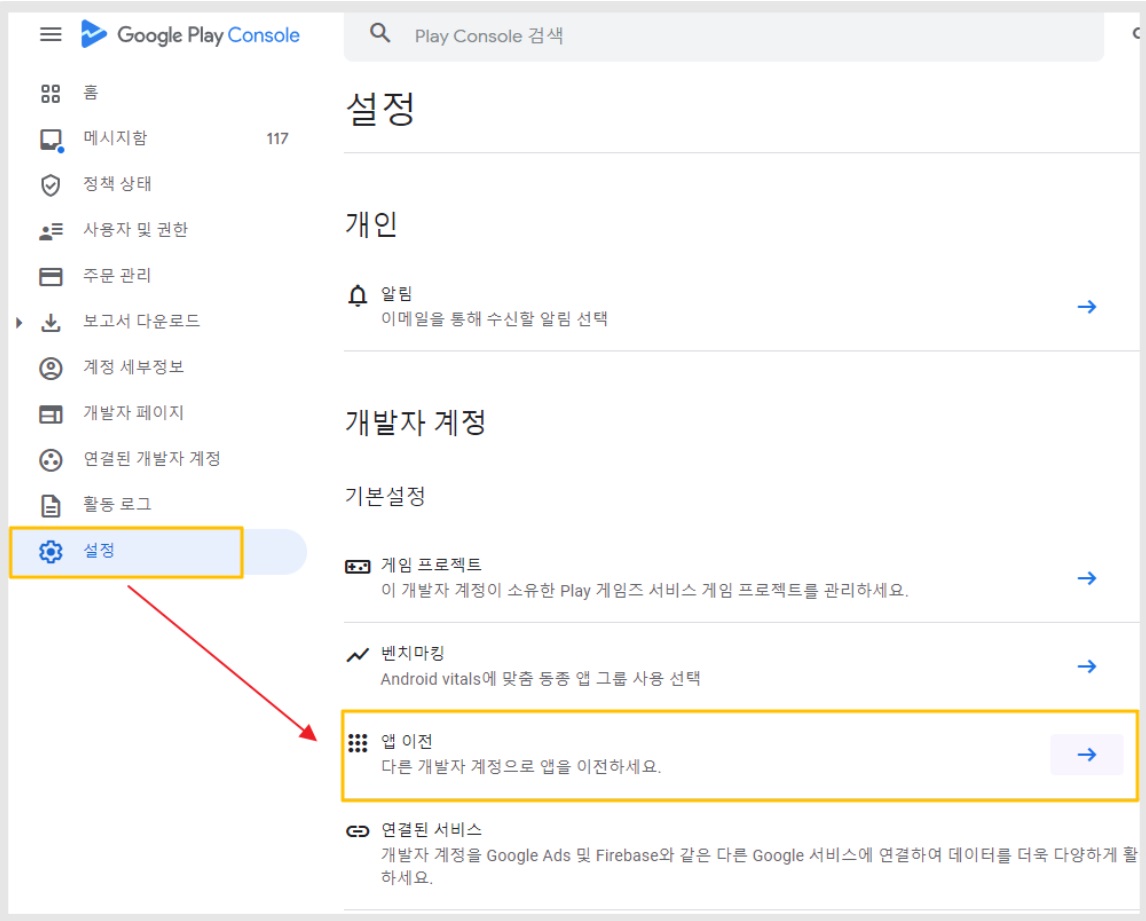 Google Play Console
Play Console 검색
홈
메시지함 117
정책 상태
사용자 및 권한
주문 관리
보고서 다운로드
계정 세부정보
개발자 페이지
연결된 개발자 계정
활동 로그
설정
설정
개인
알림
이메일을 통해 수신할 알림 선택
개발자 계정
기본설정
게임 프로젝트
이 개발자 계정이 소유한 Play 게임즈 서비스 게임 프로젝트를 관리하세요.
벤치마킹
Android vitals에 맞춤 동종 앱 그룹 사용 선택
앱 이전
다른 개발자 계정으로 앱을 이전하세요.
연결된 서비스
개발자 계정을 Google Ads 및 Firebase와 같은 다른 Google 서비스에 연결하여 데이터를 더욱 다양하게 활
하세요.